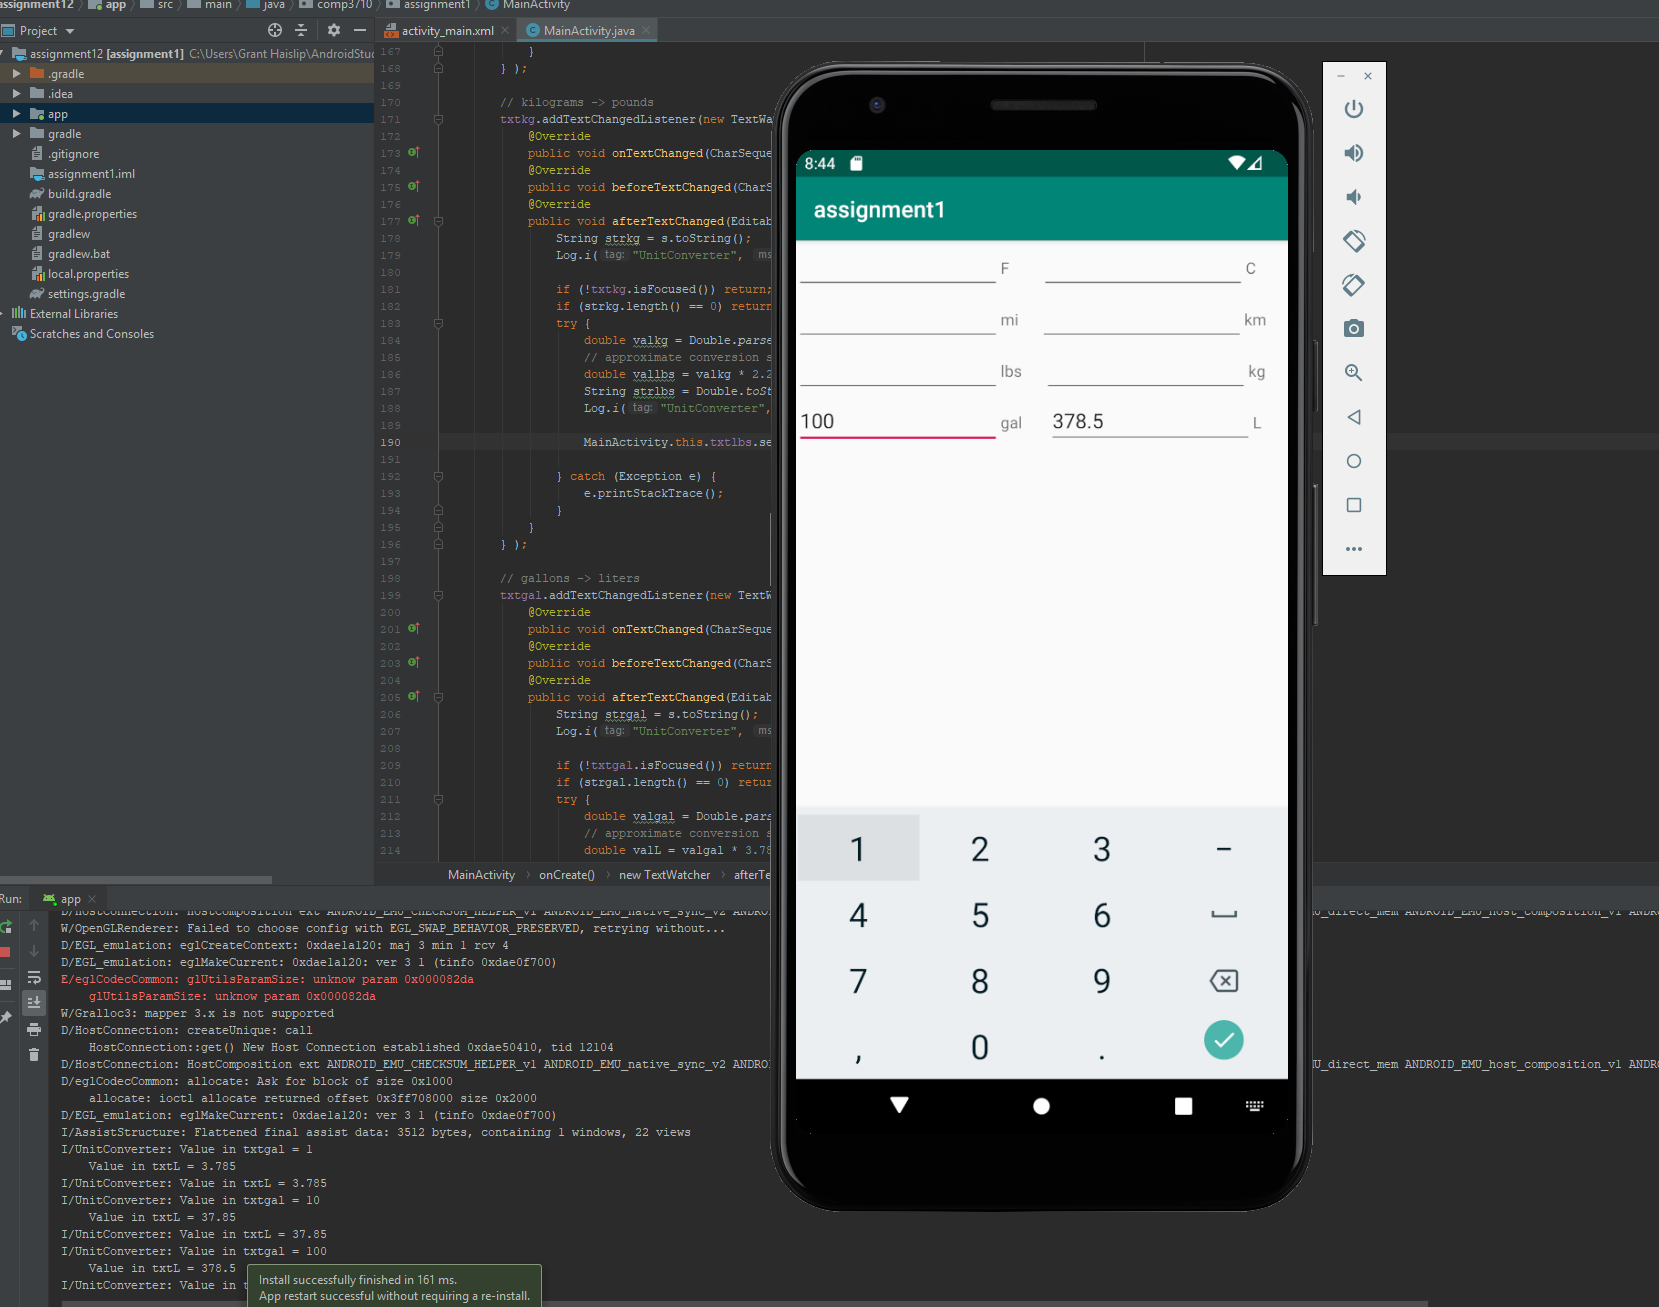 assignment12 › app › src › main › java › comp3710 › assignment1 › MainActivity
Project
activity_main.xml
MainActivity.java
assignment12 [assignment1] C:\Users\Grant Haislip\AndroidStud
.gradle
.idea
app
gradle
.gitignore
assignment1.iml
build.gradle
gradle.properties
gradlew
gradlew.bat
local.properties
settings.gradle
External Libraries
Scratches and Consoles
167 }
168 } );
169
170 // kilograms -> pounds
171 txtkg.addTextChangedListener(new TextWa
172 @Override
173 public void onTextChanged(CharSeque
174 @Override
175 public void beforeTextChanged(CharS
176 @Override
177 public void afterTextChanged(Editab
178 String strkg = s.toString();
179 Log.i( tag: "UnitConverter", ms
180
181 if (!txtkg.isFocused()) return;
182 if (strkg.length() == 0) return
183 try {
184 double valkg = Double.parse
185 // approximate conversion s
186 double vallbs = valkg * 2.2
187 String strlbs = Double.toSt
188 Log.i( tag: "UnitConverter",
189
190 MainActivity.this.txtlbs.se
191
192 } catch (Exception e) {
193 e.printStackTrace();
194 }
195 }
196 } );
197
198 // gallons -> liters
199 txtgal.addTextChangedListener(new TextW
200 @Override
201 public void onTextChanged(CharSeque
202 @Override
203 public void beforeTextChanged(CharS
204 @Override
205 public void afterTextChanged(Editab
206 String strgal = s.toString();
207 Log.i( tag: "UnitConverter", ms
208
209 if (!txtgal.isFocused()) return
210 if (strgal.length() == 0) retur
211 try {
212 double valgal = Double.pars
213 // approximate conversion s
214 double valL = valgal * 3.78
MainActivity › onCreate() › new TextWatcher › afterTe
8:44
assignment1
F C
mi km
lbs kg
100 gal 378.5 L
1 2 3 –
4 5 6
7 8 9
, 0 .
Run: app
D/HostConnection: HostComposition ext ANDROID_EMU_CHECKSUM_HELPER_v1 ANDROID_EMU_native_sync_v2 ANDRO U_direct_mem ANDROID_EMU_host_composition_v1 ANDR
W/OpenGLRenderer: Failed to choose config with EGL_SWAP_BEHAVIOR_PRESERVED, retrying without...
D/EGL_emulation: eglCreateContext: 0xdae1a120: maj 3 min 1 rcv 4
D/EGL_emulation: eglMakeCurrent: 0xdae1a120: ver 3 1 (tinfo 0xdae0f700)
E/eglCodecCommon: glUtilsParamSize: unknow param 0x000082da
glUtilsParamSize: unknow param 0x000082da
W/Gralloc3: mapper 3.x is not supported
D/HostConnection: createUnique: call
HostConnection::get() New Host Connection established 0xdae50410, tid 12104
D/HostConnection: HostComposition ext ANDROID_EMU_CHECKSUM_HELPER_v1 ANDROID_EMU_native_sync_v2 ANDRO U_direct_mem ANDROID_EMU_host_composition_v1 ANDR
D/eglCodecCommon: allocate: Ask for block of size 0x1000
allocate: ioctl allocate returned offset 0x3ff708000 size 0x2000
D/EGL_emulation: eglMakeCurrent: 0xdae1a120: ver 3 1 (tinfo 0xdae0f700)
I/AssistStructure: Flattened final assist data: 3512 bytes, containing 1 windows, 22 views
I/UnitConverter: Value in txtgal = 1
Value in txtL = 3.785
I/UnitConverter: Value in txtL = 3.785
I/UnitConverter: Value in txtgal = 10
Value in txtL = 37.85
I/UnitConverter: Value in txtL = 37.85
I/UnitConverter: Value in txtgal = 100
Value in txtL = 378.5
I/UnitConverter: Value in t
Install successfully finished in 161 ms.
App restart successful without requiring a re-install.